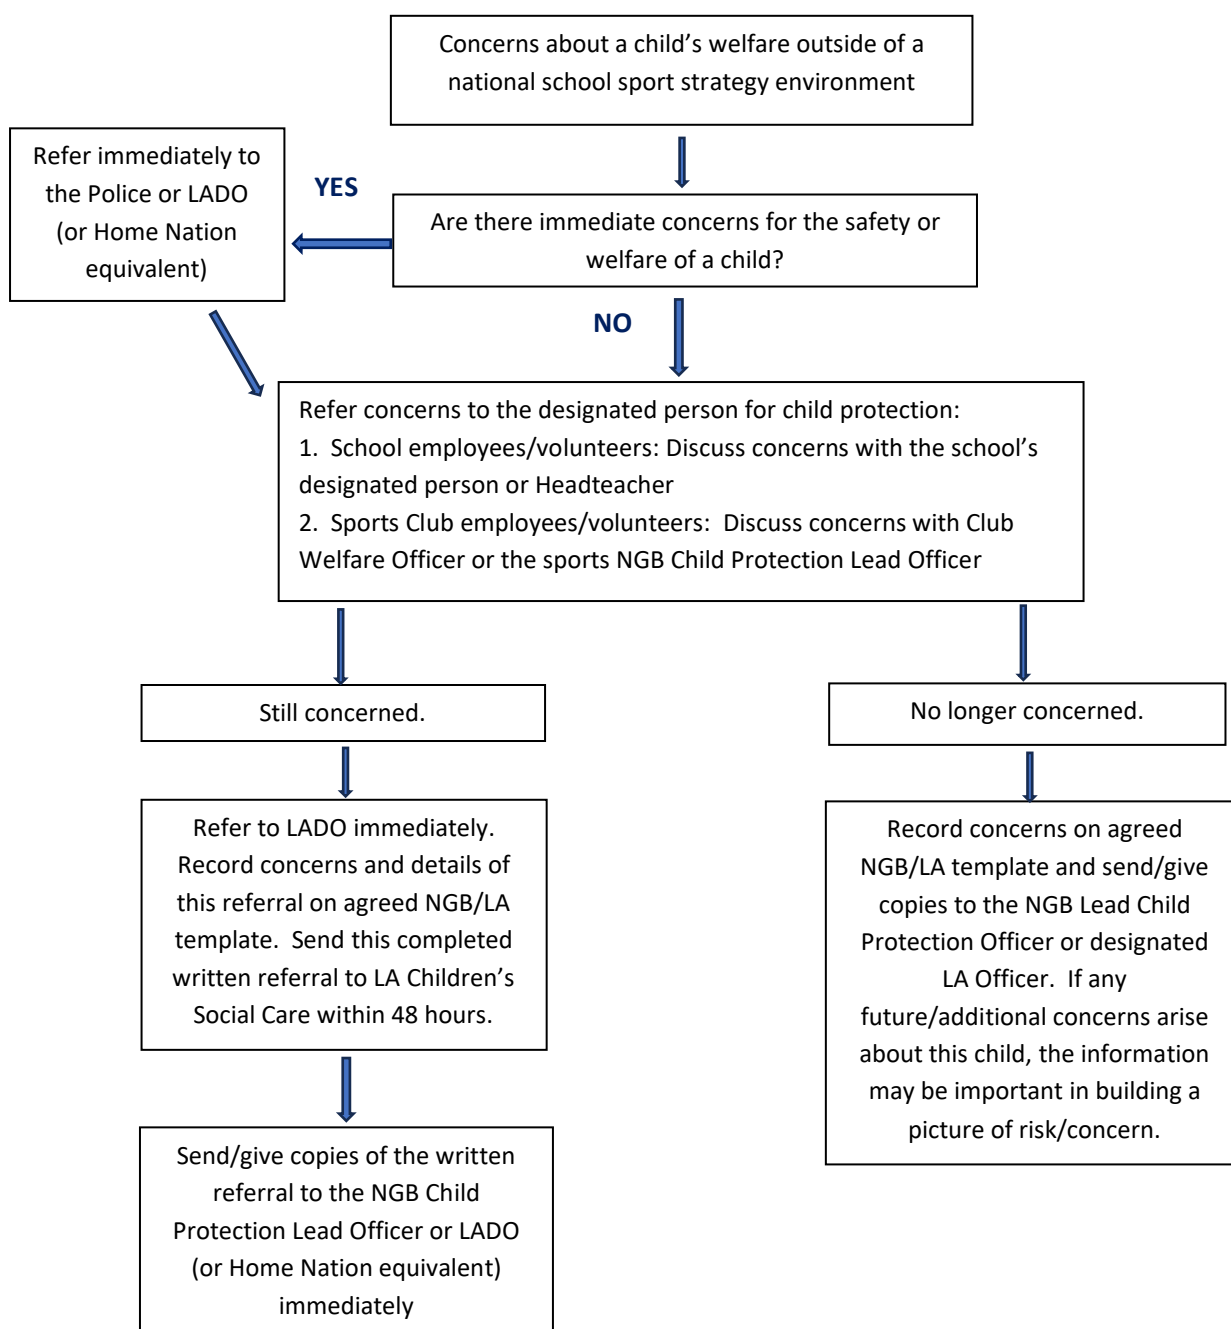 Concerns about a child’s welfare outside of a
national school sport strategy environment
Refer immediately to
the Police or LADO
(or Home Nation
equivalent)
YES
Are there immediate concerns for the safety or
welfare of a child?
NO
Refer concerns to the designated person for child protection:
1. School employees/volunteers: Discuss concerns with the school’s
designated person or Headteacher
2. Sports Club employees/volunteers: Discuss concerns with Club
Welfare Officer or the sports NGB Child Protection Lead Officer
Still concerned.
No longer concerned.
Refer to LADO immediately.
Record concerns and details of
this referral on agreed NGB/LA
template. Send this completed
written referral to LA Children’s
Social Care within 48 hours.
Record concerns on agreed
NGB/LA template and send/give
copies to the NGB Lead Child
Protection Officer or designated
LA Officer. If any
future/additional concerns arise
about this child, the information
may be important in building a
picture of risk/concern.
Send/give copies of the written
referral to the NGB Child
Protection Lead Officer or LADO
(or Home Nation equivalent)
immediately